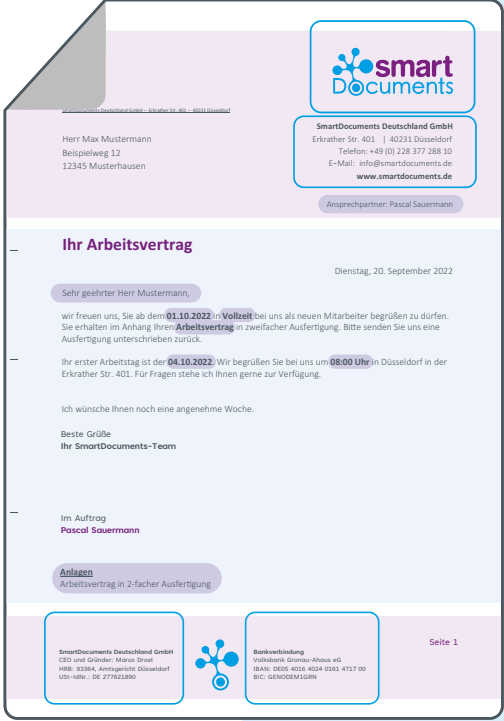 smart
Documents
SmartDocuments Deutschland GmbH – Erkrather Str. 401 – 40231 Düsseldorf
SmartDocuments Deutschland GmbH
Erkrather Str. 401 | 40231 Düsseldorf
Telefon: +49 (0) 228 377 288 10
E-Mail: info@smartdocuments.de
www.smartdocuments.de
Herr Max Mustermann
Beispielweg 12
12345 Musterhausen
Ansprechpartner: Pascal Sauermann
Ihr Arbeitsvertrag
Dienstag, 20. September 2022
Sehr geehrter Herr Mustermann,
wir freuen uns, Sie ab dem 01.10.2022 in Vollzeit bei uns als neuen Mitarbeiter begrüßen zu dürfen.
Sie erhalten im Anhang Ihren Arbeitsvertrag in zweifacher Ausfertigung. Bitte senden Sie uns eine
Ausfertigung unterschrieben zurück.
Ihr erster Arbeitstag ist der 04.10.2022. Wir begrüßen Sie bei uns um 08:00 Uhr in Düsseldorf in der
Erkrather Str. 401. Für Fragen stehe ich Ihnen gerne zur Verfügung.
Ich wünsche Ihnen noch eine angenehme Woche.
Beste Grüße
Ihr SmartDocuments-Team
Im Auftrag
Pascal Sauermann
Anlagen
Arbeitsvertrag in 2-facher Ausfertigung
SmartDocuments Deutschland GmbH
CEO und Gründer: Marco Drost
HRB: 93364, Amtsgericht Düsseldorf
USt-IdNr.: DE 277621890
Bankverbindung
Volksbank Gronau-Ahaus eG
IBAN: DE05 4016 4024 0161 4717 00
BIC: GENODEM1GRN
Seite 1